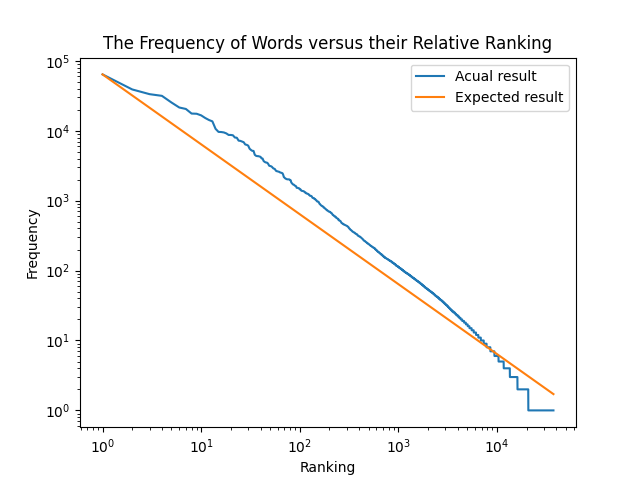 The Frequency of Words versus their Relative Ranking
Acual result
Expected result
Frequency
10^5
10^4
10^3
10^2
10^1
10^0
10^0 10^1 10^2 10^3 10^4
Ranking